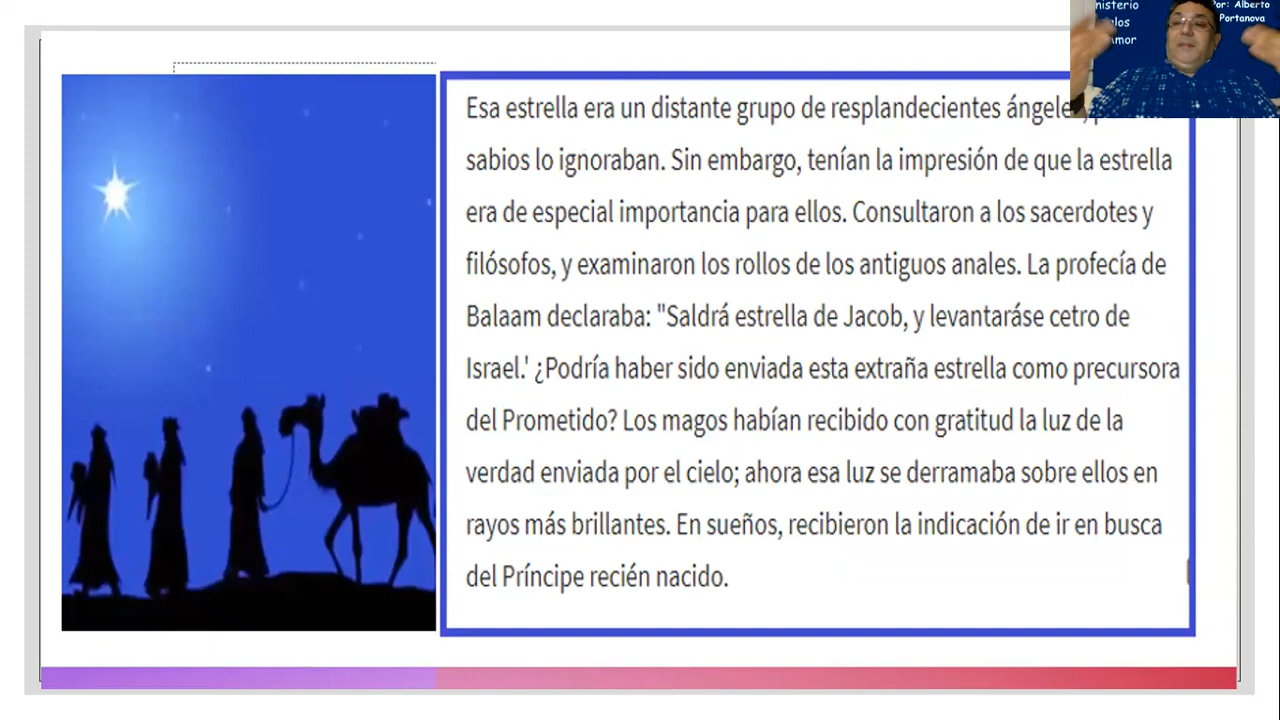 nisterio
Por: Alberto
Portanova
Amor
Esa estrella era un distante grupo de resplandecientes
sabios lo ignoraban. Sin embargo, tenían la impresión de que la estrella
era de especial importancia para ellos. Consultaron a los sacerdotes y
filósofos, y examinaron los rollos de los antiguos anales. La profecía de
Balaam declaraba: "Saldrá estrella de Jacob, y levantaráse cetro de
Israel.' ¿Podría haber sido enviada esta extraña estrella como precursora
del Prometido? Los magos habían recibido con gratitud la luz de la
verdad enviada por el cielo; ahora esa luz se derramaba sobre ellos en
rayos más brillantes. En sueños, recibieron la indicación de ir en busca
del Príncipe recién nacido.